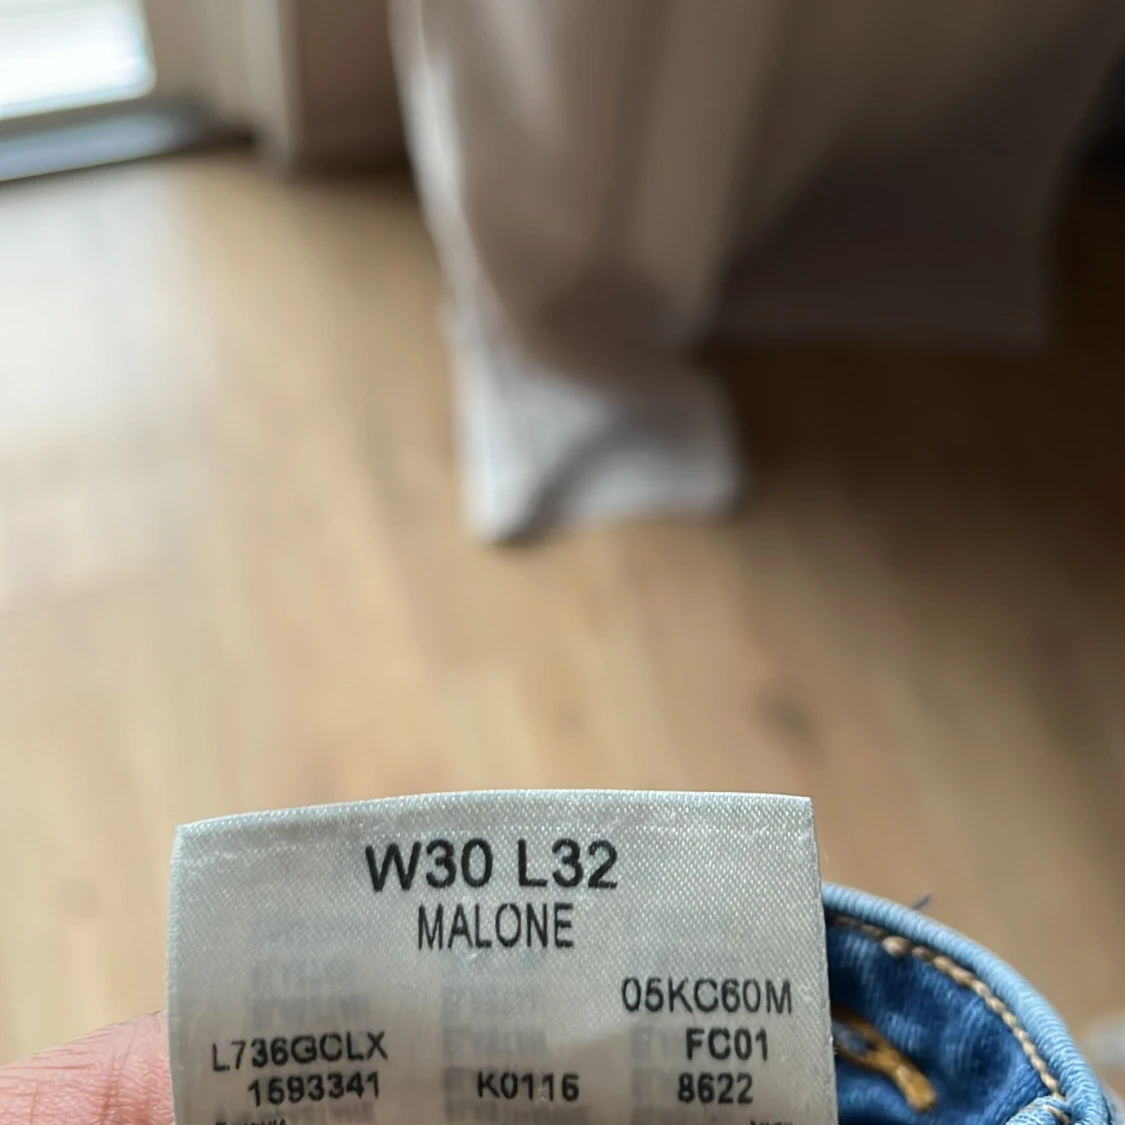 W30 L32
MALONE
05KC60M
L736GCLX FC01
1593341 K0116 8622